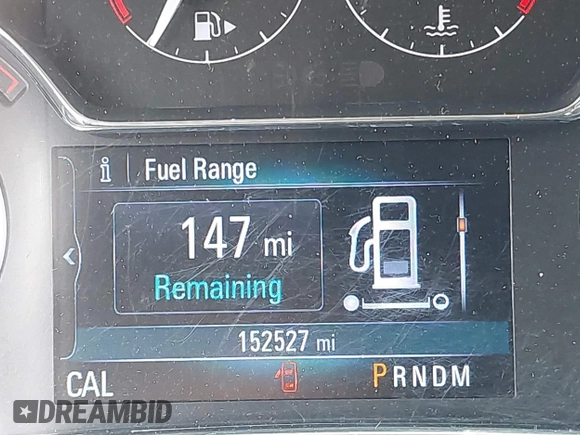 i Fuel Range
147 mi
Remaining
152527 mi
CAL PRNDM
DREAMBID